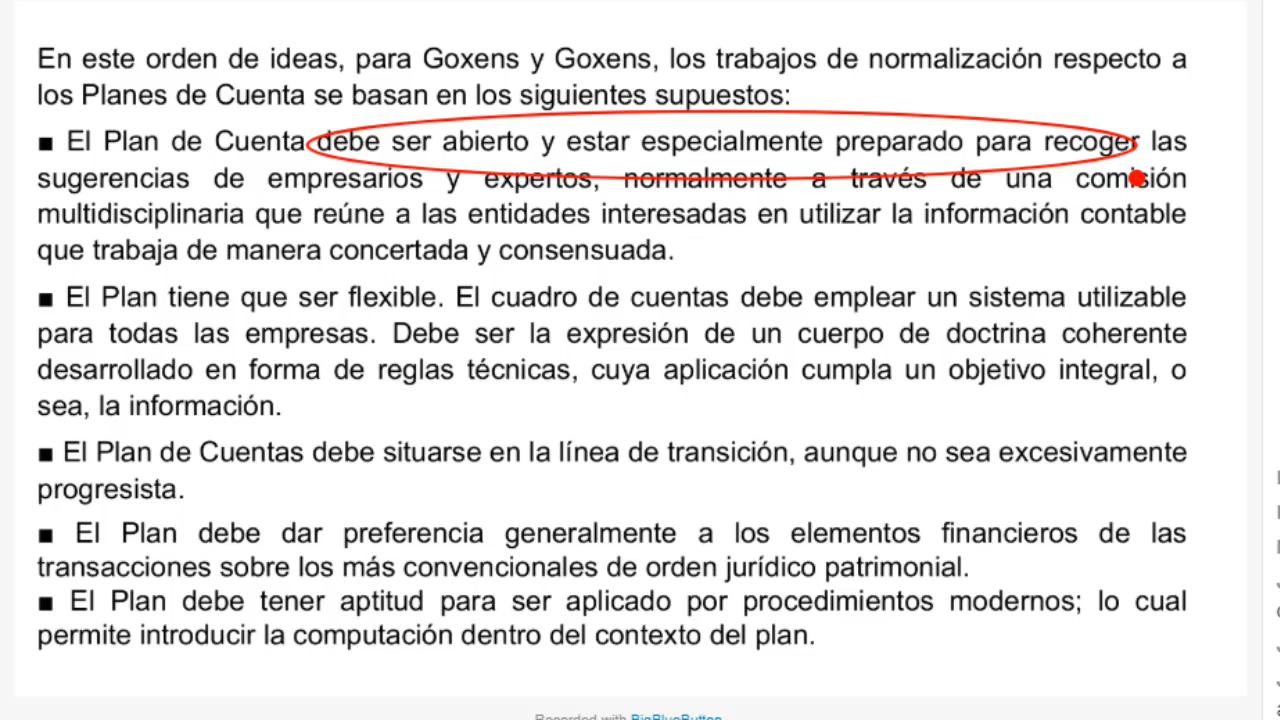 En este orden de ideas, para Goxens y Goxens, los trabajos de normalización respecto a
los Planes de Cuenta se basan en los siguientes supuestos:
■ El Plan de Cuenta debe ser abierto y estar especialmente preparado para recoger las
sugerencias de empresarios y expertos, normalmente a través de una comisión
multidisciplinaria que reúne a las entidades interesadas en utilizar la información contable
que trabaja de manera concertada y consensuada.
■ El Plan tiene que ser flexible. El cuadro de cuentas debe emplear un sistema utilizable
para todas las empresas. Debe ser la expresión de un cuerpo de doctrina coherente
desarrollado en forma de reglas técnicas, cuya aplicación cumpla un objetivo integral, o
sea, la información.
■ El Plan de Cuentas debe situarse en la línea de transición, aunque no sea excesivamente
progresista.
■ El Plan debe dar preferencia generalmente a los elementos financieros de las
transacciones sobre los más convencionales de orden jurídico patrimonial.
■ El Plan debe tener aptitud para ser aplicado por procedimientos modernos; lo cual
permite introducir la computación dentro del contexto del plan.
Recorded with BigBlueButton